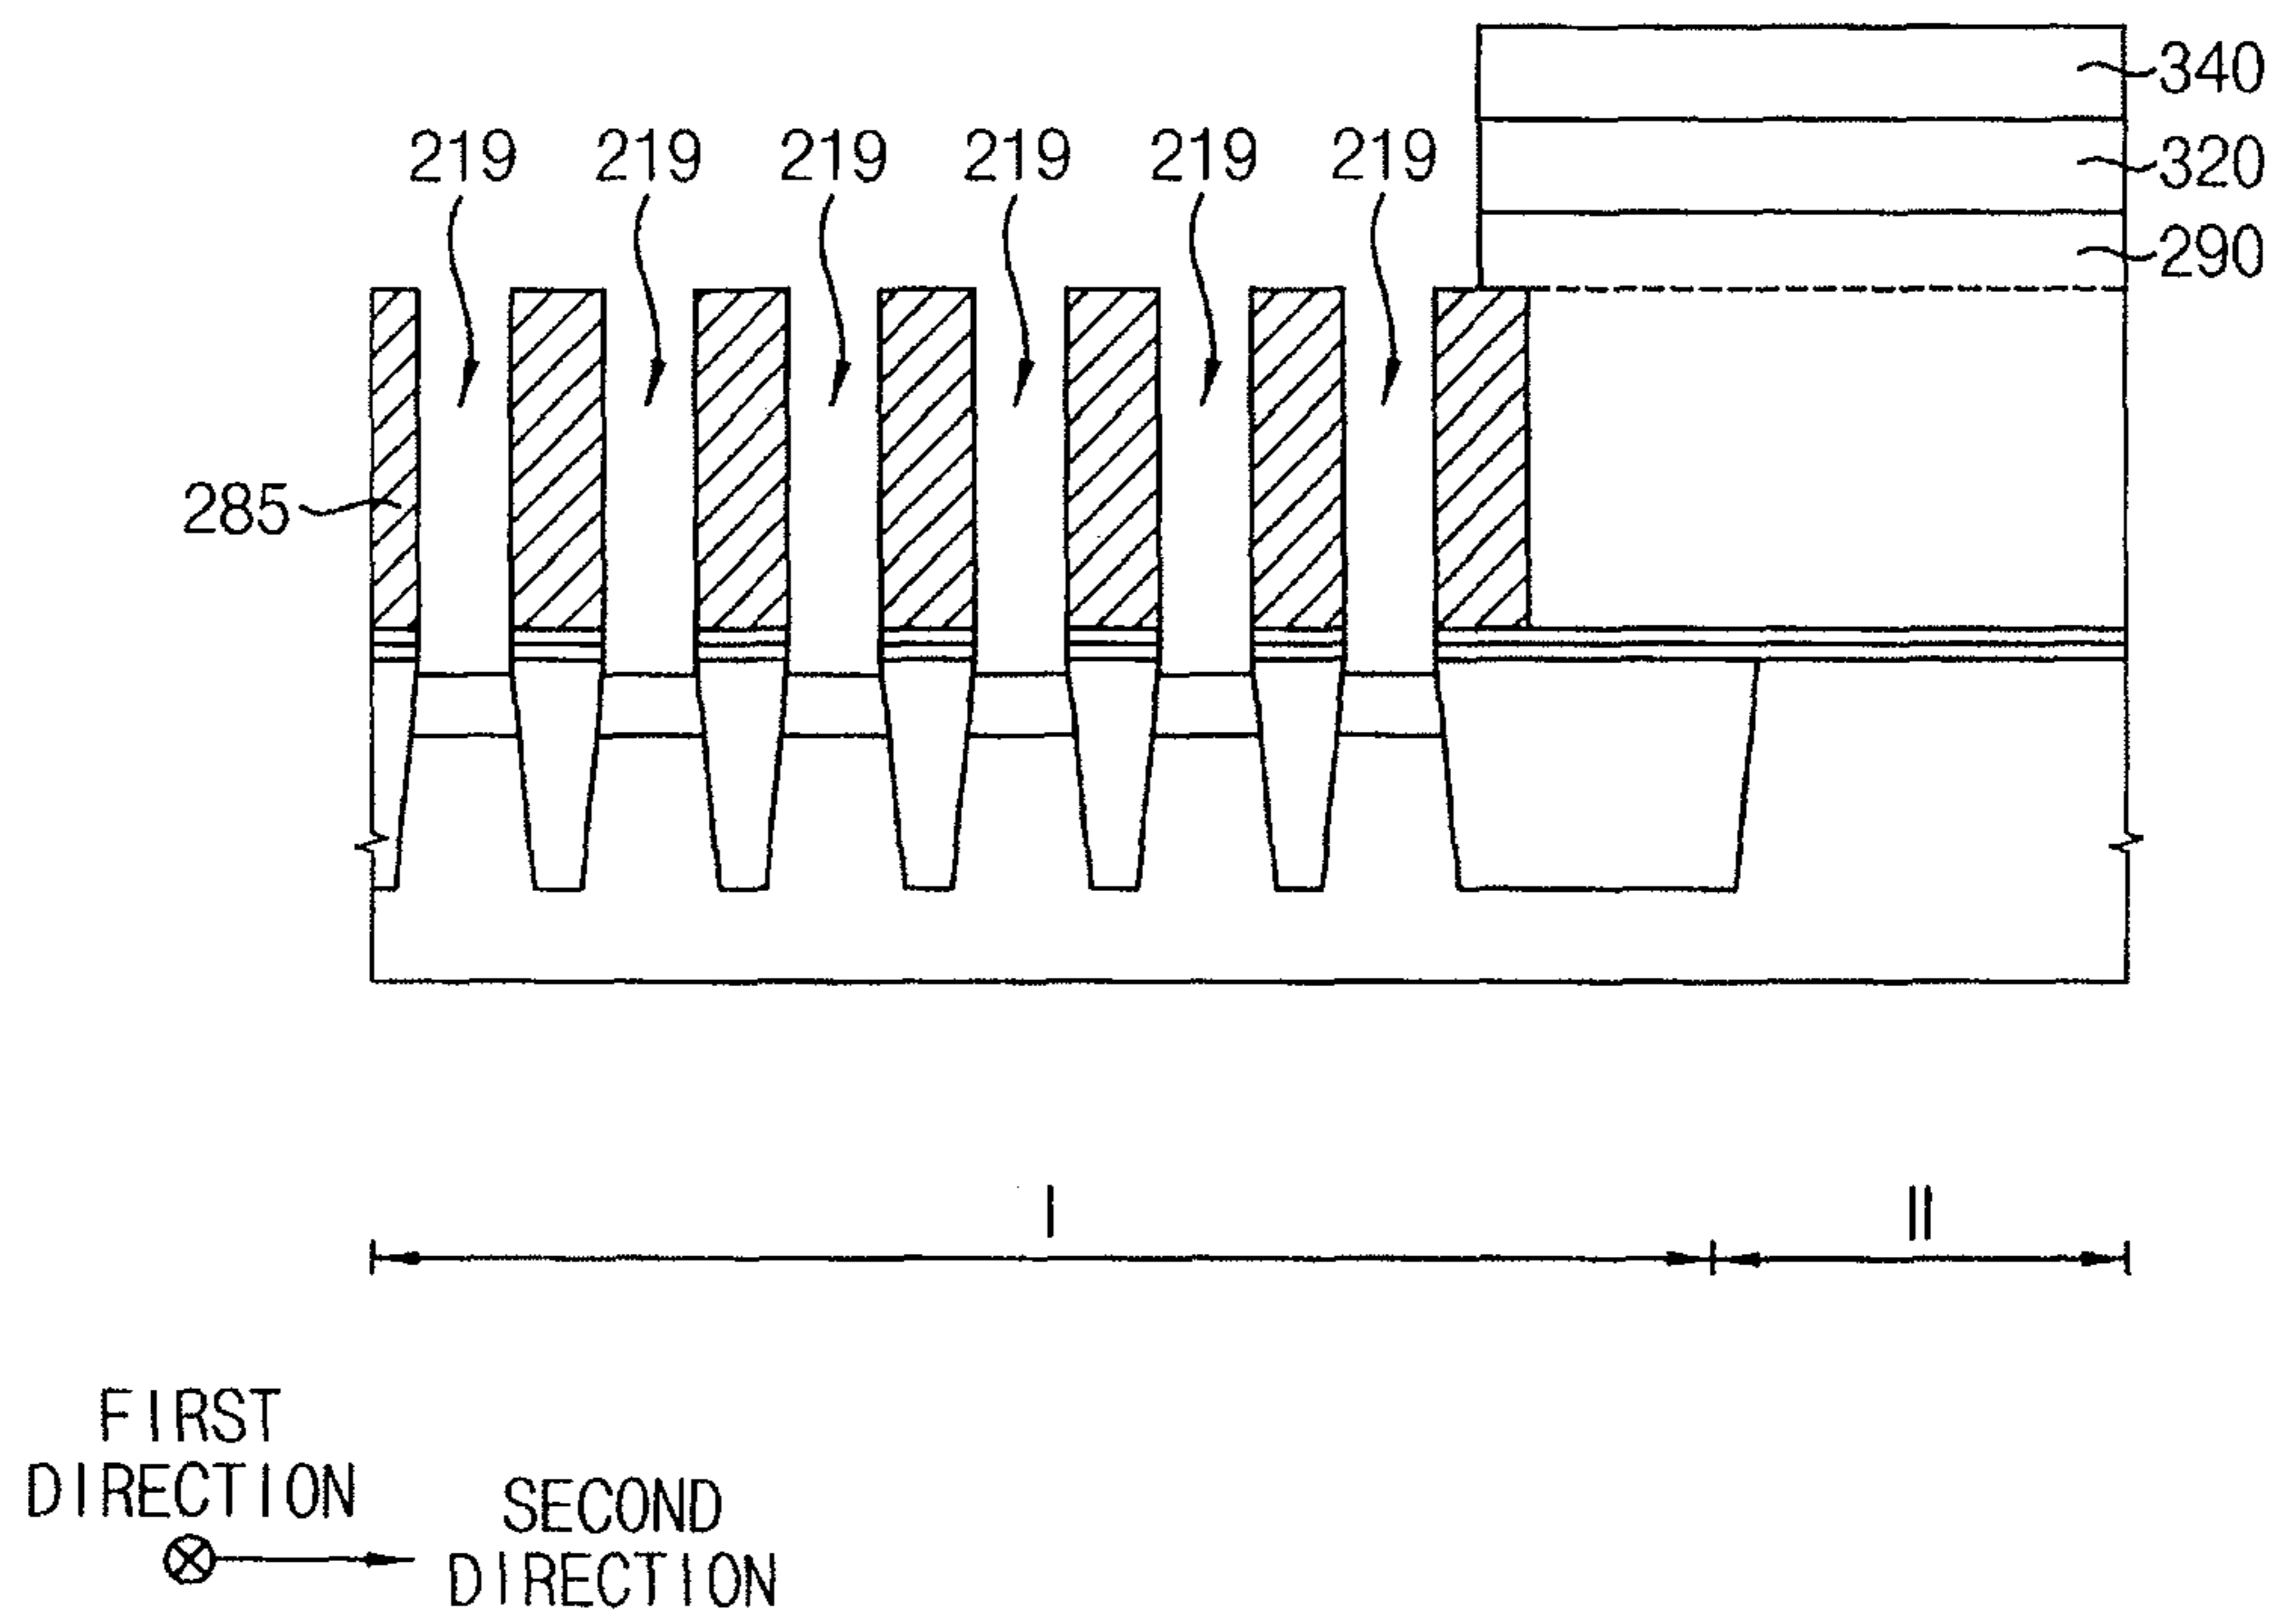 340
219 219 219 219 219 219
320
290
285
I II
FIRST
DIRECTION
SECOND
DIRECTION